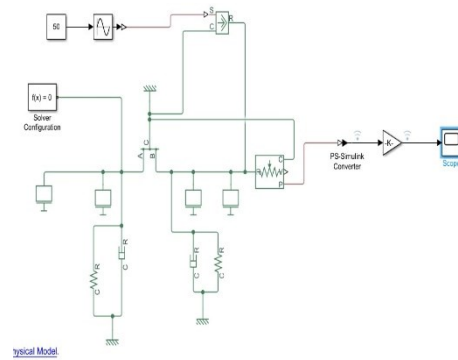 50
S
C
R
f(x) = 0
Solver
Configuration
C
A
B
C
P
PS-Simulink
Converter
-K-
Scope
R
R
C
C
R
R
C
C
ysical Model.